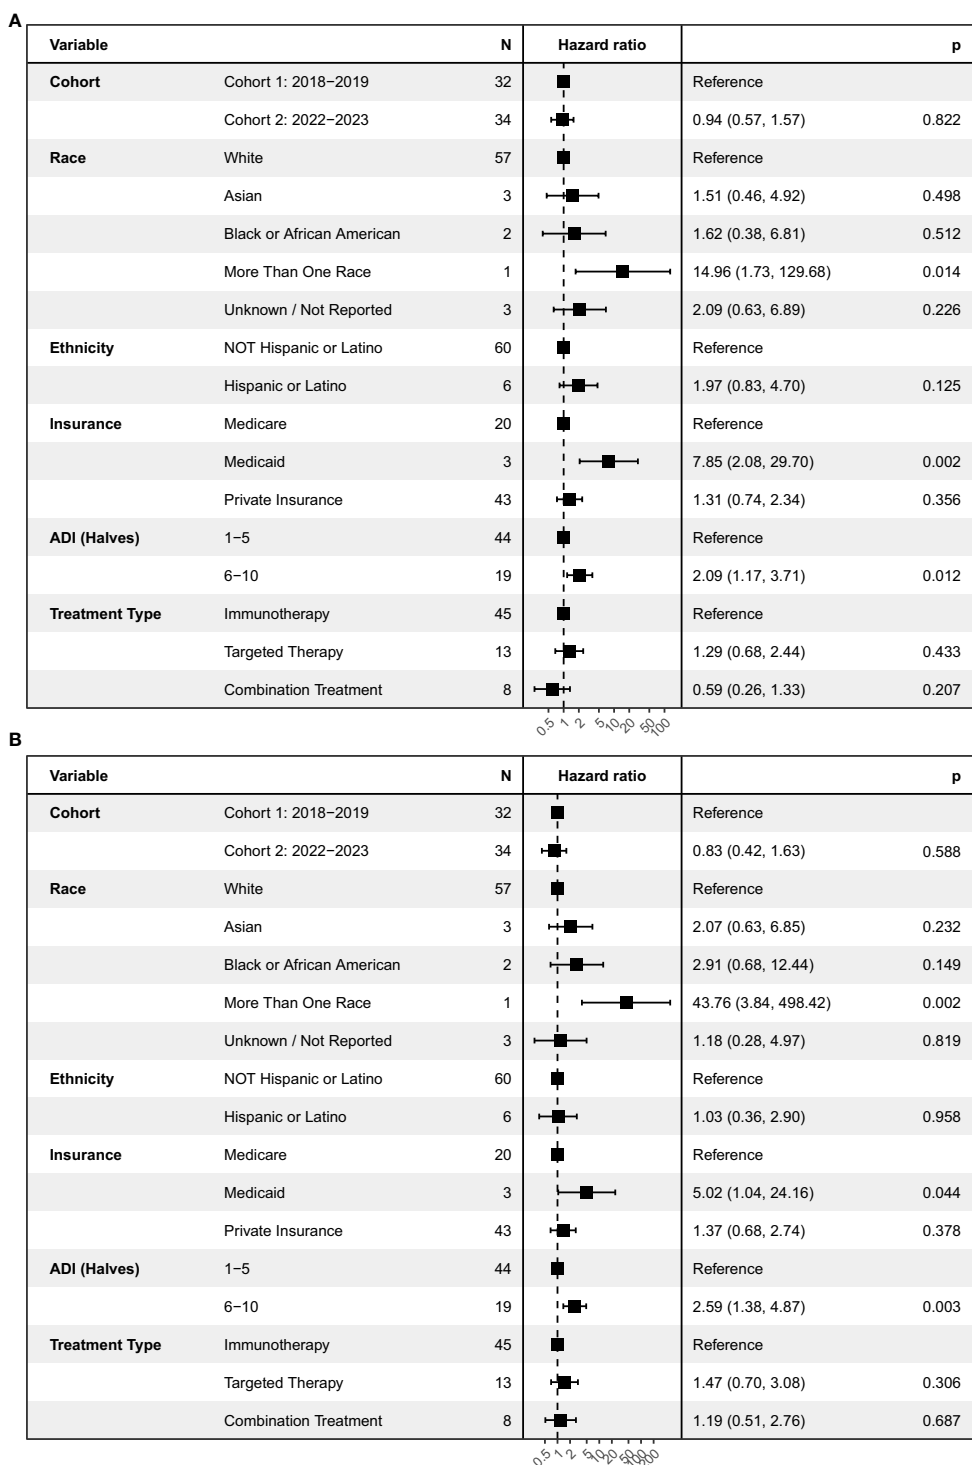 A
Variable N Hazard ratio p
Cohort Cohort 1: 2018−2019 32 Reference
Cohort 2: 2022−2023 34 0.94 (0.57, 1.57) 0.822
Race White 57 Reference
Asian 3 1.51 (0.46, 4.92) 0.498
Black or African American 2 1.62 (0.38, 6.81) 0.512
More Than One Race 1 14.96 (1.73, 129.68) 0.014
Unknown / Not Reported 3 2.09 (0.63, 6.89) 0.226
Ethnicity NOT Hispanic or Latino 60 Reference
Hispanic or Latino 6 1.97 (0.83, 4.70) 0.125
Insurance Medicare 20 Reference
Medicaid 3 7.85 (2.08, 29.70) 0.002
Private Insurance 43 1.31 (0.74, 2.34) 0.356
ADI (Halves) 1−5 44 Reference
6−10 19 2.09 (1.17, 3.71) 0.012
Treatment Type Immunotherapy 45 Reference
Targeted Therapy 13 1.29 (0.68, 2.44) 0.433
Combination Treatment 8 0.59 (0.26, 1.33) 0.207
0.5 1 2 5 10 20 50 100
B
Variable N Hazard ratio p
Cohort Cohort 1: 2018−2019 32 Reference
Cohort 2: 2022−2023 34 0.83 (0.42, 1.63) 0.588
Race White 57 Reference
Asian 3 2.07 (0.63, 6.85) 0.232
Black or African American 2 2.91 (0.68, 12.44) 0.149
More Than One Race 1 43.76 (3.84, 498.42) 0.002
Unknown / Not Reported 3 1.18 (0.28, 4.97) 0.819
Ethnicity NOT Hispanic or Latino 60 Reference
Hispanic or Latino 6 1.03 (0.36, 2.90) 0.958
Insurance Medicare 20 Reference
Medicaid 3 5.02 (1.04, 24.16) 0.044
Private Insurance 43 1.37 (0.68, 2.74) 0.378
ADI (Halves) 1−5 44 Reference
6−10 19 2.59 (1.38, 4.87) 0.003
Treatment Type Immunotherapy 45 Reference
Targeted Therapy 13 1.47 (0.70, 3.08) 0.306
Combination Treatment 8 1.19 (0.51, 2.76) 0.687
0.5 1 2 5 10 20 50 100 200